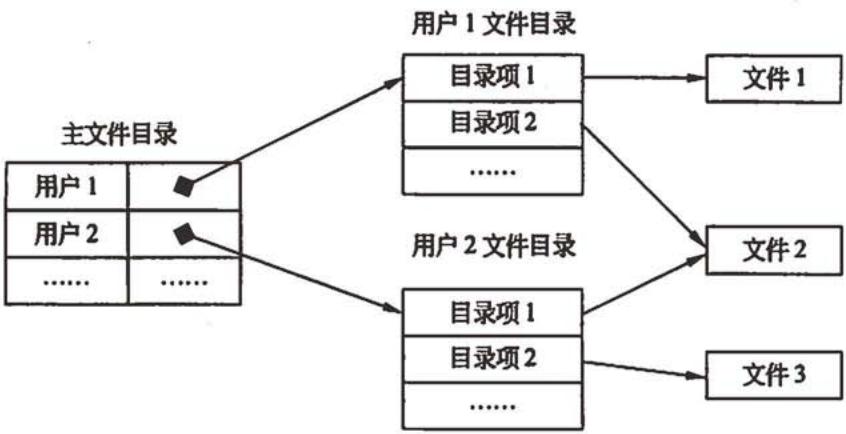 用户 1 文件目录
目录项 1
目录项 2
……
文件 1
主文件目录
用户 1
用户 2
…… ……
用户 2 文件目录
目录项 1
目录项 2
……
文件 2
文件 3